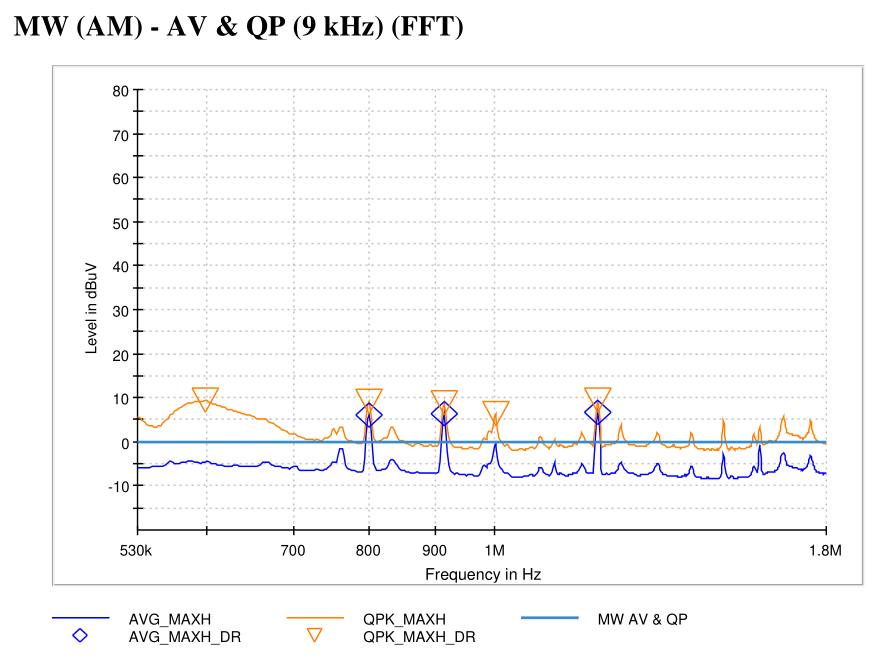 MW (AM) - AV & QP (9 kHz) (FFT)
80
70
60
50
40
30
20
10
0
-10
Level in dBuV
530k 700 800 900 1M 1.8M
Frequency in Hz
AVG_MAXH QPK_MAXH MW AV & QP
AVG_MAXH_DR QPK_MAXH_DR